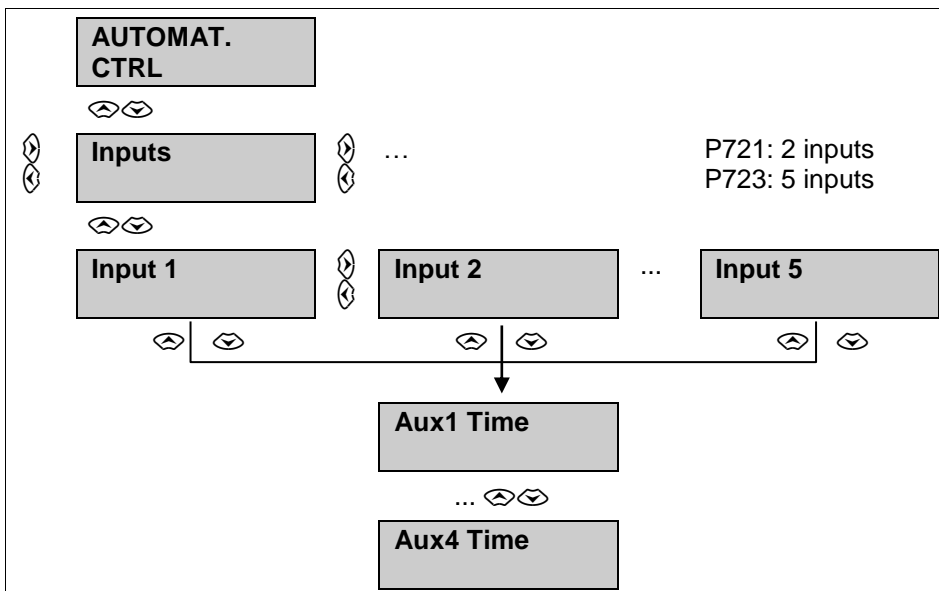 AUTOMAT.
CTRL
Inputs
...
P721: 2 inputs
P723: 5 inputs
Input 1
Input 2
...
Input 5
Aux1 Time
...
Aux4 Time